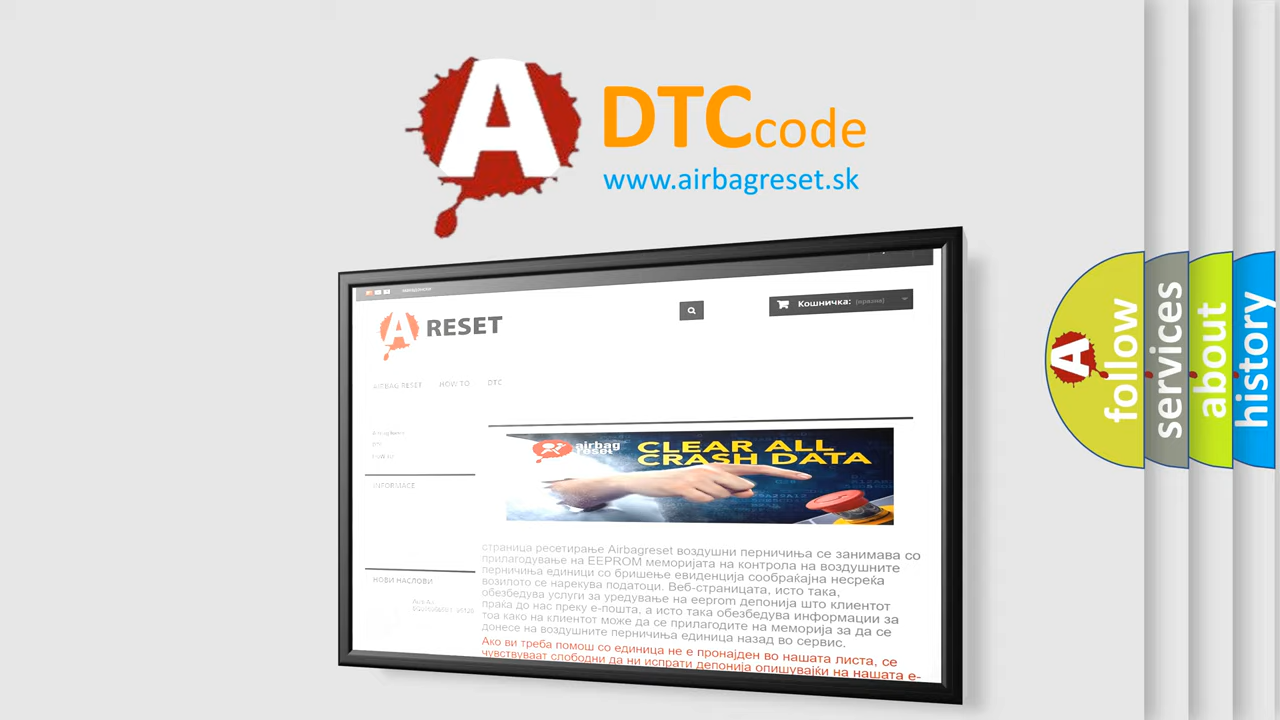 A
DTCcode
www.airbagreset.sk
A RESET
Кошничка: (празна)
AIRBAG RESET HOW TO DTC
INFORMACE
НОВИ НАСЛОВИ
airbag
reset
CLEAR ALL
CRASH DATA
страница ресетирање Airbagreset воздушни перничиња се занимава со
прилагодување на EEPROM меморијата на контрола на воздушните
перничиња единици со бришење евиденција сообраќајна несреќа
возилото се нарекува податоци. Веб-страницата, исто така,
обезбедува услуги за уредување на eeprom депонија што клиентот
праќа до нас преку е-пошта, а исто така обезбедува информации за
тоа како на клиентот може да се прилагодите на меморија за да се
донесе на воздушните перничиња единица назад во сервис.
Ако ви треба помош со единица не е пронајден во нашата листа, се
чувствуваат слободни да ни испрати депонија опишувајќи на нашата е-
A
follow
services
about
history